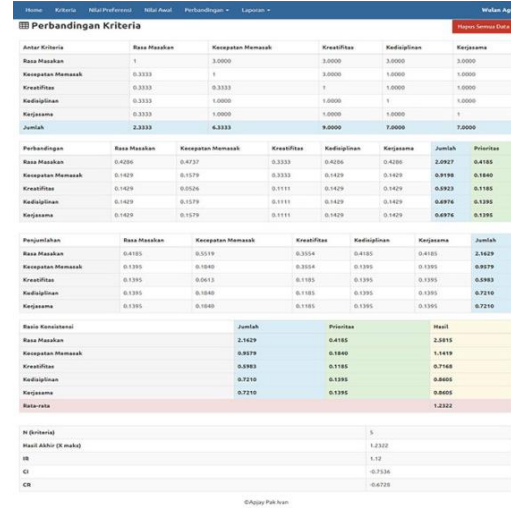 Home Kriteria Nilai Preferensi Nilai Awal Perbandingan Laporan Wulan Ag
Perbandingan Kriteria Hapus Semua Data
Antar Kriteria Rasa Masakan Kecepatan Memasak Kreatifitas Kedisiplinan Kerjasama
Rasa Masakan 1 3.0000 3.0000 3.0000 3.0000
Kecepatan Memasak 0.3333 1 3.0000 1.0000 1.0000
Kreatifitas 0.3333 0.3333 1 1.0000 1.0000
Kedisiplinan 0.3333 1.0000 1.0000 1 1.0000
Kerjasama 0.3333 1.0000 1.0000 1.0000 1
Jumlah 2.3333 6.3333 9.0000 7.0000 7.0000
Perbandingan Rasa Masakan Kecepatan Memasak Kreatifitas Kedisiplinan Kerjasama Jumlah Prioritas
Rasa Masakan 0.4286 0.4737 0.3333 0.4286 0.4286 2.0927 0.4185
Kecepatan Memasak 0.1429 0.1579 0.3333 0.1429 0.1429 0.9198 0.1840
Kreatifitas 0.1429 0.0526 0.1111 0.1429 0.1429 0.5923 0.1185
Kedisiplinan 0.1429 0.1579 0.1111 0.1429 0.1429 0.6976 0.1395
Kerjasama 0.1429 0.1579 0.1111 0.1429 0.1429 0.6976 0.1395
Penjumlahan Rasa Masakan Kecepatan Memasak Kreatifitas Kedisiplinan Kerjasama Jumlah
Rasa Masakan 0.4185 0.5519 0.3554 0.4185 0.4185 2.1629
Kecepatan Memasak 0.1395 0.1840 0.3554 0.1395 0.1395 0.9579
Kreatifitas 0.1395 0.0613 0.1185 0.1395 0.1395 0.5983
Kedisiplinan 0.1395 0.1840 0.1185 0.1395 0.1395 0.7210
Kerjasama 0.1395 0.1840 0.1185 0.1395 0.1395 0.7210
Rasio Konsistensi Jumlah Prioritas Hasil
Rasa Masakan 2.1629 0.4185 2.5815
Kecepatan Memasak 0.9579 0.1840 1.1419
Kreatifitas 0.5983 0.1185 0.7168
Kedisiplinan 0.7210 0.1395 0.8605
Kerjasama 0.7210 0.1395 0.8605
Rata-rata 1.2322
N (kriteria) 5
Hasil Akhir (X maks) 1.2322
IR 1.12
CI -0.7536
CR -0.6728
©Apjay Pak Ivan